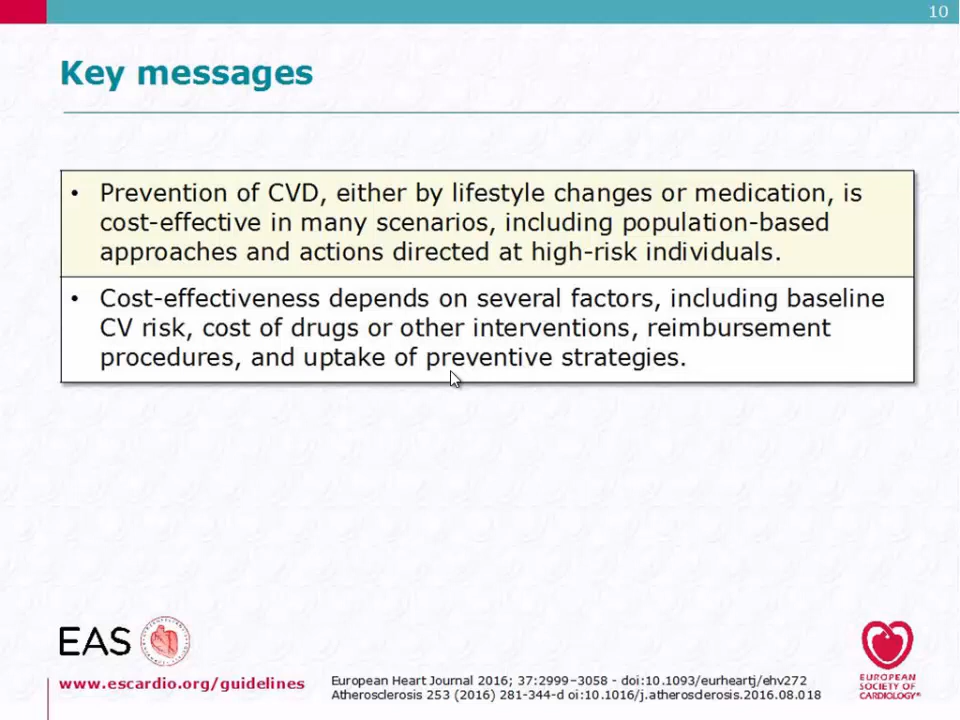 10
Key messages
• Prevention of CVD, either by lifestyle changes or medication, is
cost-effective in many scenarios, including population-based
approaches and actions directed at high-risk individuals.
• Cost-effectiveness depends on several factors, including baseline
CV risk, cost of drugs or other interventions, reimbursement
procedures, and uptake of preventive strategies.
EAS
www.escardio.org/guidelines
European Heart Journal 2016; 37:2999–3058 - doi:10.1093/eurheartj/ehv272
Atherosclerosis 253 (2016) 281-344-d oi:10.1016/j.atherosclerosis.2016.08.018
EUROPEAN
SOCIETY OF
CARDIOLOGY®